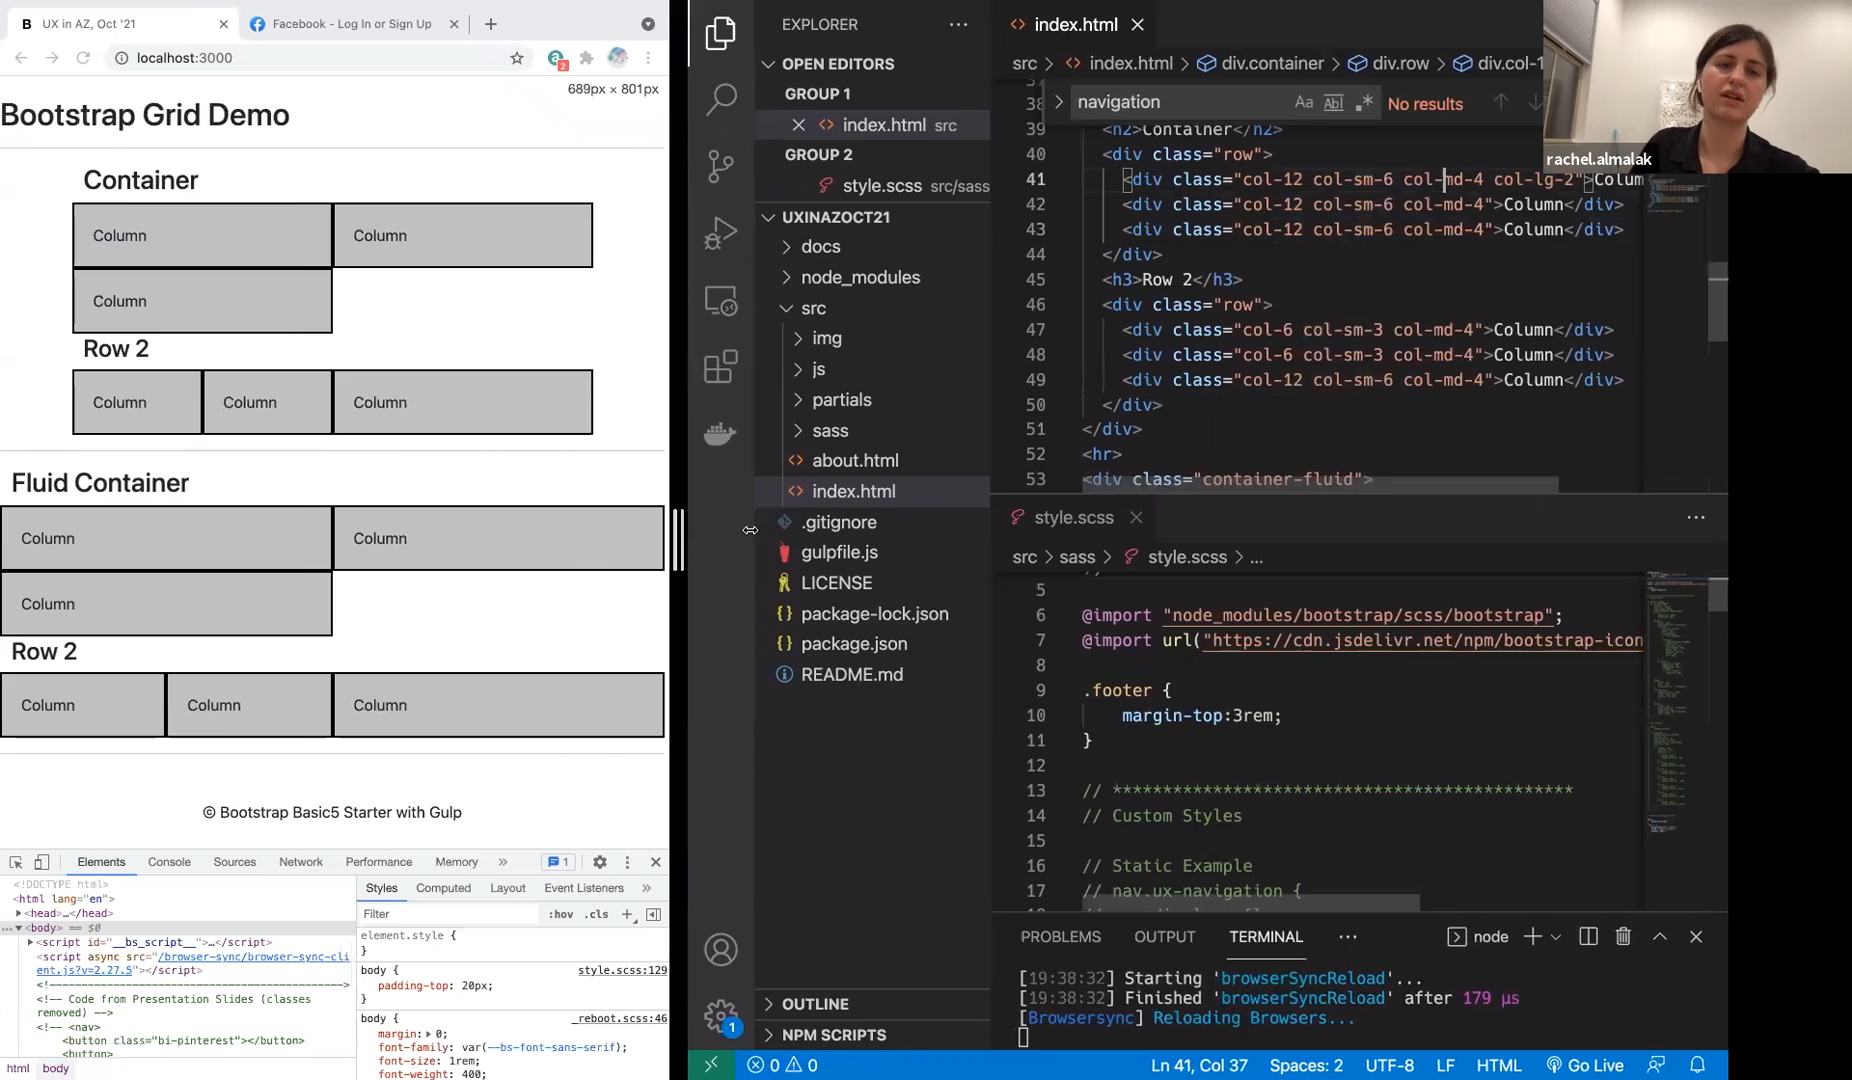 UX in AZ, Oct '21
Facebook - Log In or Sign Up
localhost:3000
2
689px × 801px
Bootstrap Grid Demo
Container
Column
Column
Column
Row 2
Column
Column
Column
Fluid Container
Column
Column
Column
Row 2
Column
Column
Column
© Bootstrap Basic5 Starter with Gulp
Elements
Console
Sources
Network
Performance
Memory
1
<!DOCTYPE html>
<html lang="en">
<head>…</head>
<body> == $0
<script id="__bs_script__">…</script>
<script async src="/browser-sync/browser-sync-cli
ent.js?v=2.27.5"></script>
<!-- Code from Presentation Slides (classes
removed) -->
<!-- <nav>
<button class="bi-pinterest"></button>
<button>
html
body
Styles
Computed
Layout
Event Listeners
Filter
:hov
.cls
element.style {
}
body {
style.scss:129
padding-top: 20px;
}
body {
_reboot.scss:46
margin: 0;
font-family: var(--bs-font-sans-serif);
font-size: 1rem;
font-weight: 400;
EXPLORER
OPEN EDITORS
GROUP 1
index.html src
GROUP 2
style.scss src/sass
UXINAZOCT21
docs
node_modules
src
img
js
partials
sass
about.html
index.html
.gitignore
gulpfile.js
LICENSE
package-lock.json
package.json
README.md
OUTLINE
NPM SCRIPTS
1
index.html
src > index.html > div.container > div.row > div.col-1
navigation
Aa
Abl
.*
No results
38
39 <h2>Container</h2>
40 <div class="row">
41 <div class="col-12 col-sm-6 col-md-4 col-lg-2">Colum
42 <div class="col-12 col-sm-6 col-md-4">Column</div>
43 <div class="col-12 col-sm-6 col-md-4">Column</div>
44 </div>
45 <h3>Row 2</h3>
46 <div class="row">
47 <div class="col-6 col-sm-3 col-md-4">Column</div>
48 <div class="col-6 col-sm-3 col-md-4">Column</div>
49 <div class="col-12 col-sm-6 col-md-4">Column</div>
50 </div>
51 </div>
52 <hr>
53 <div class="container-fluid">
rachel.almalak
style.scss
src > sass > style.scss > ...
5
6 @import "node_modules/bootstrap/scss/bootstrap";
7 @import url("https://cdn.jsdelivr.net/npm/bootstrap-icon
8
9 .footer {
10 margin-top:3rem;
11 }
12
13 // **********************************************
14 // Custom Styles
15
16 // Static Example
17 // nav.ux-navigation {
PROBLEMS
OUTPUT
TERMINAL
node
[19:38:32] Starting 'browserSyncReload'...
[19:38:32] Finished 'browserSyncReload' after 179 μs
[Browsersync] Reloading Browsers...
0
0
Ln 41, Col 37
Spaces: 2
UTF-8
LF
HTML
Go Live